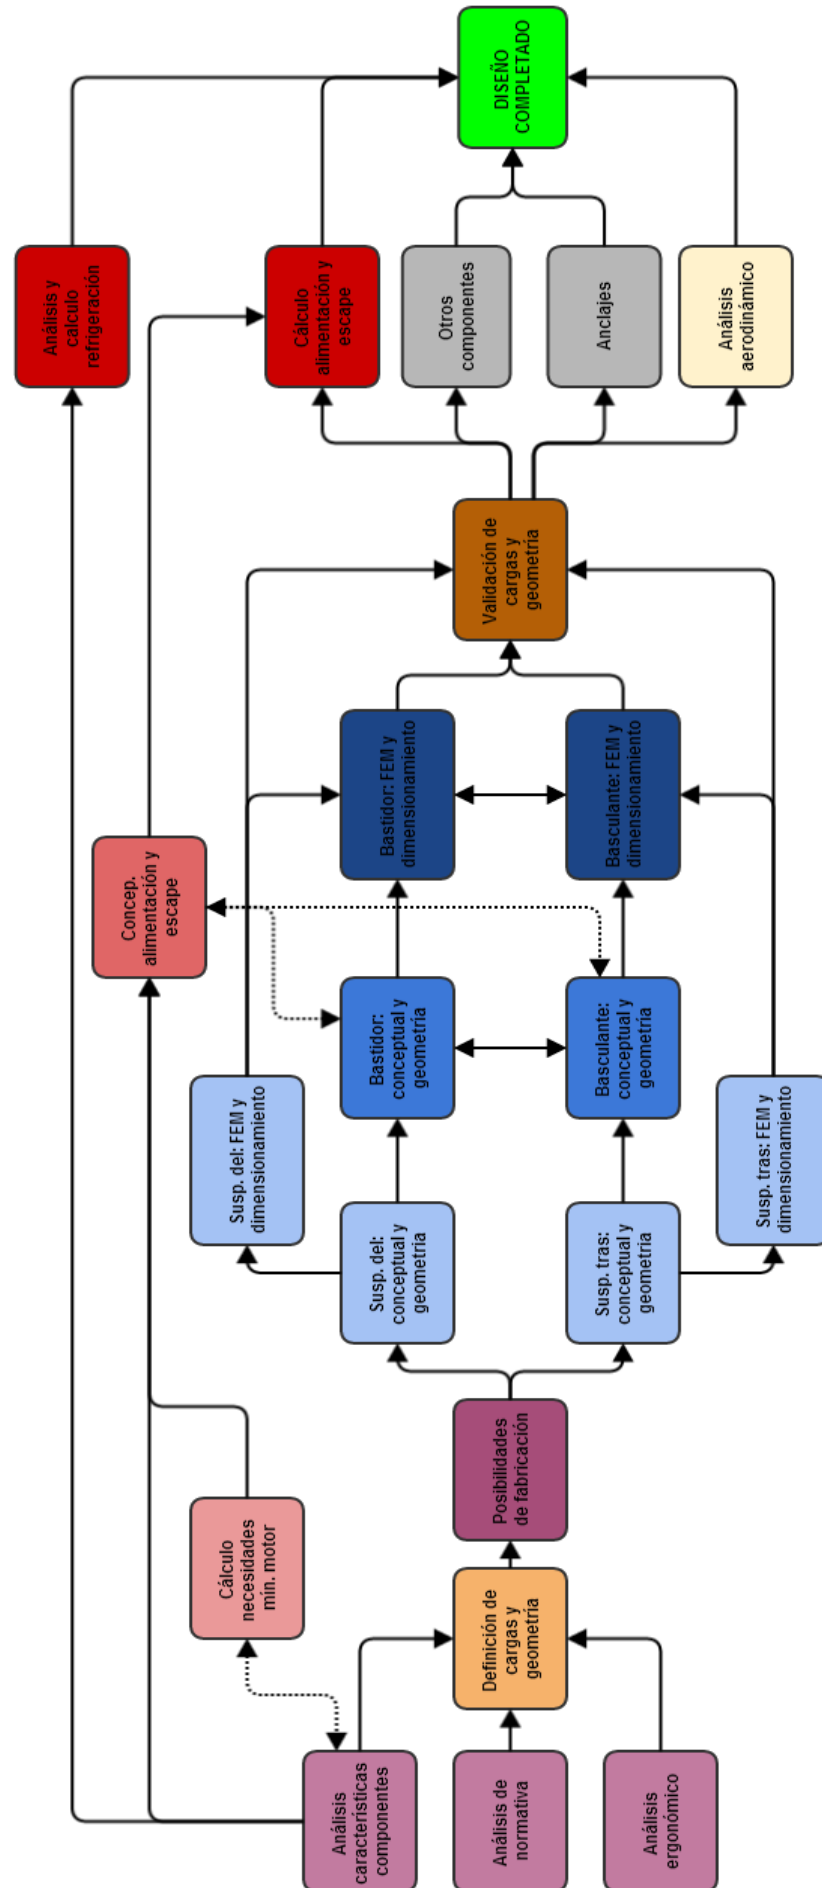 Análisis
características
componentes
Análisis de
normativa
Análisis
ergonómico
Cálculo
necesidades
mín. motor
Definición de
cargas y
geometría
Posibilidades
de fabricación
Susp. del:
conceptual y
geometría
Susp. tras:
conceptual y
geometría
Susp. del: FEM y
dimensionamiento
Susp. tras: FEM y
dimensionamiento
Concep.
alimentación y
escape
Bastidor:
conceptual y
geometría
Basculante:
conceptual y
geometría
Bastidor: FEM y
dimensionamiento
Basculante: FEM y
dimensionamiento
Validación de
cargas y
geometría
Análisis y
calculo
refrigeración
Cálculo
alimentación y
escape
Otros
componentes
Anclajes
Análisis
aerodinámico
DISEÑO
COMPLETADO